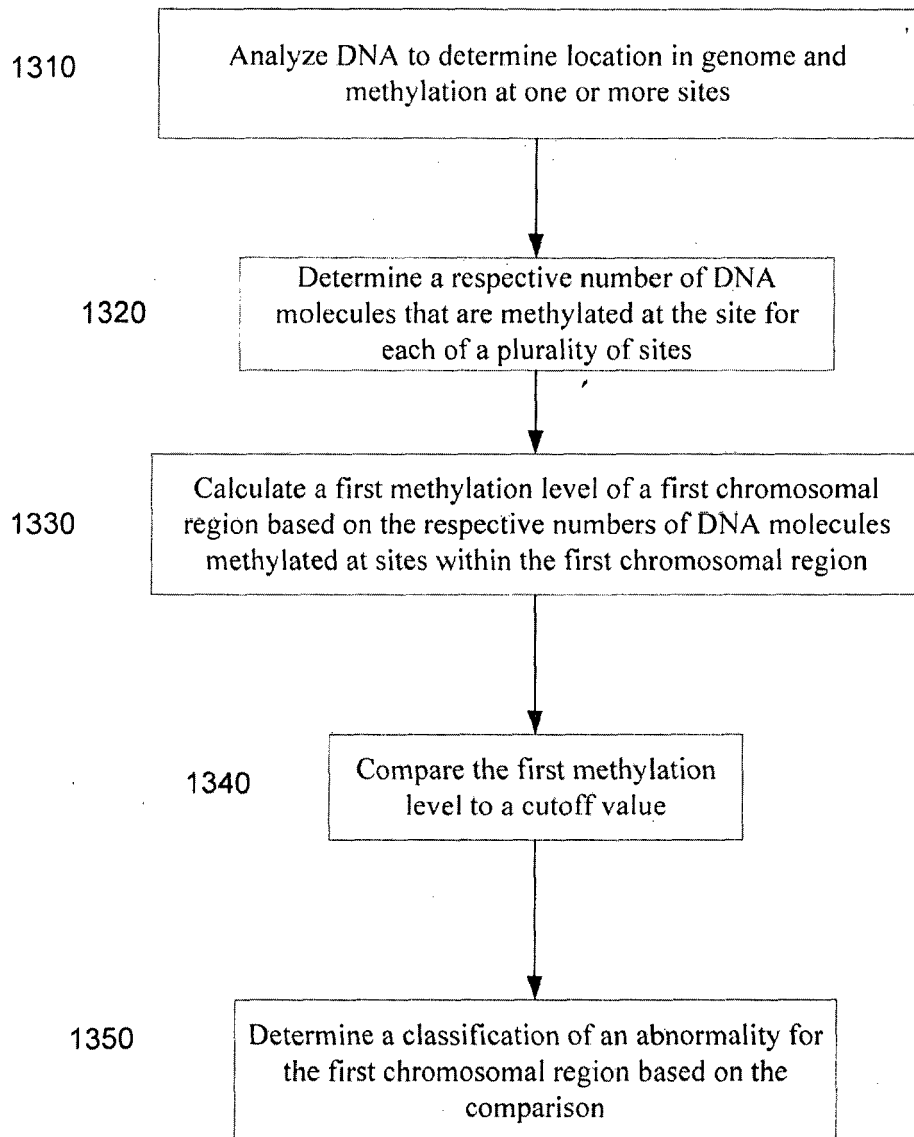 1310
Analyze DNA to determine location in genome and
methylation at one or more sites
1320
Determine a respective number of DNA
molecules that are methylated at the site for
each of a plurality of sites
1330
Calculate a first methylation level of a first chromosomal
region based on the respective numbers of DNA molecules
methylated at sites within the first chromosomal region
1340
Compare the first methylation
level to a cutoff value
1350
Determine a classification of an abnormality for
the first chromosomal region based on the
comparison